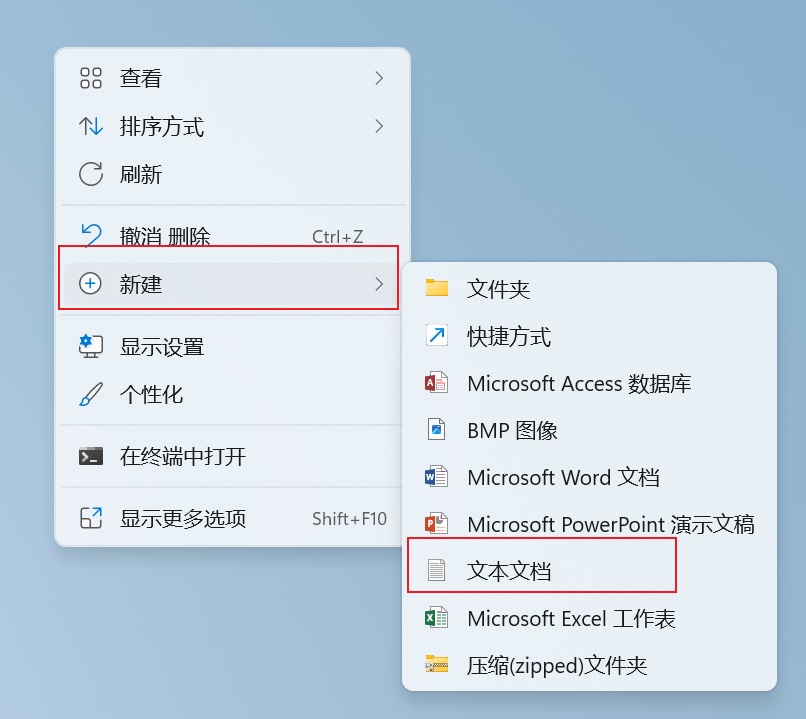 查看
排序方式
刷新
撤消 删除 Ctrl+Z
新建
显示设置
个性化
在终端中打开
显示更多选项 Shift+F10
文件夹
快捷方式
Microsoft Access 数据库
BMP 图像
Microsoft Word 文档
Microsoft PowerPoint 演示文稿
文本文档
Microsoft Excel 工作表
压缩(zipped)文件夹